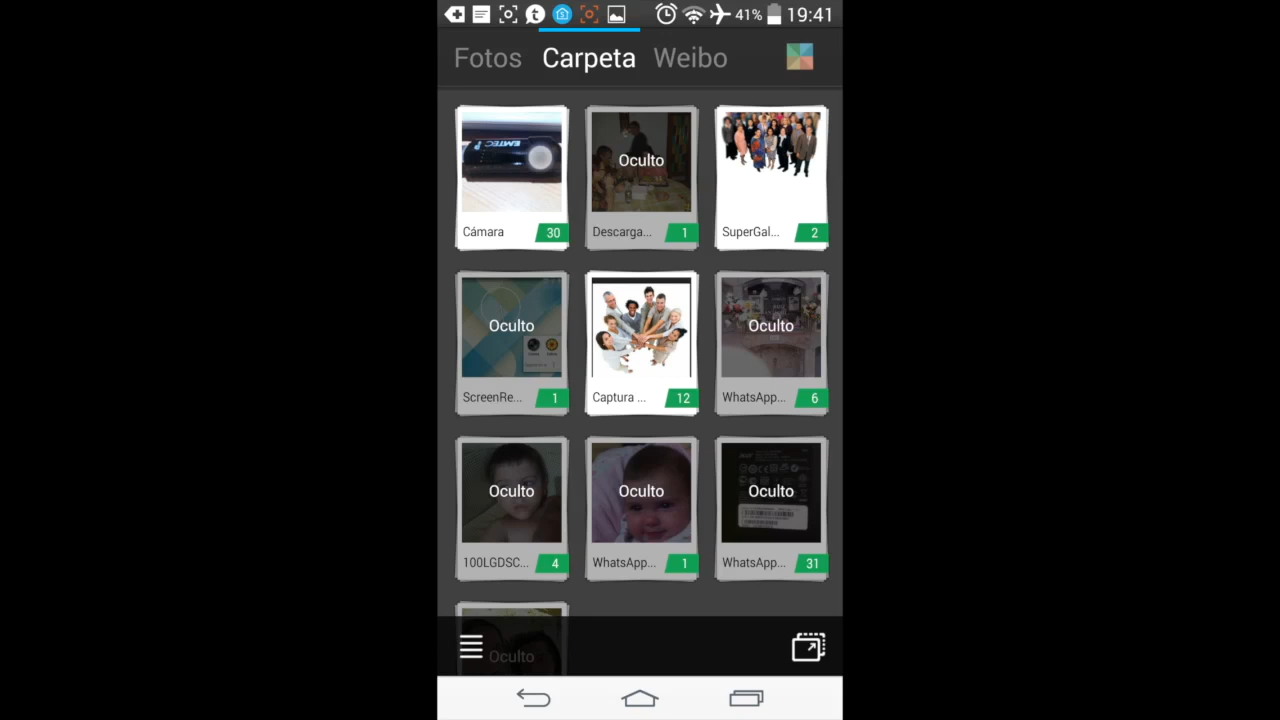 41% 19:41
Fotos Carpeta Weibo
EMTEC
Oculto
Cámara 30
Descarga... 1
SuperGal... 2
Oculto
Oculto
ScreenRe... 1
Captura ... 12
WhatsApp... 6
Oculto
Oculto
Oculto
100LGDSC... 4
WhatsApp... 1
WhatsApp... 31
Oculto